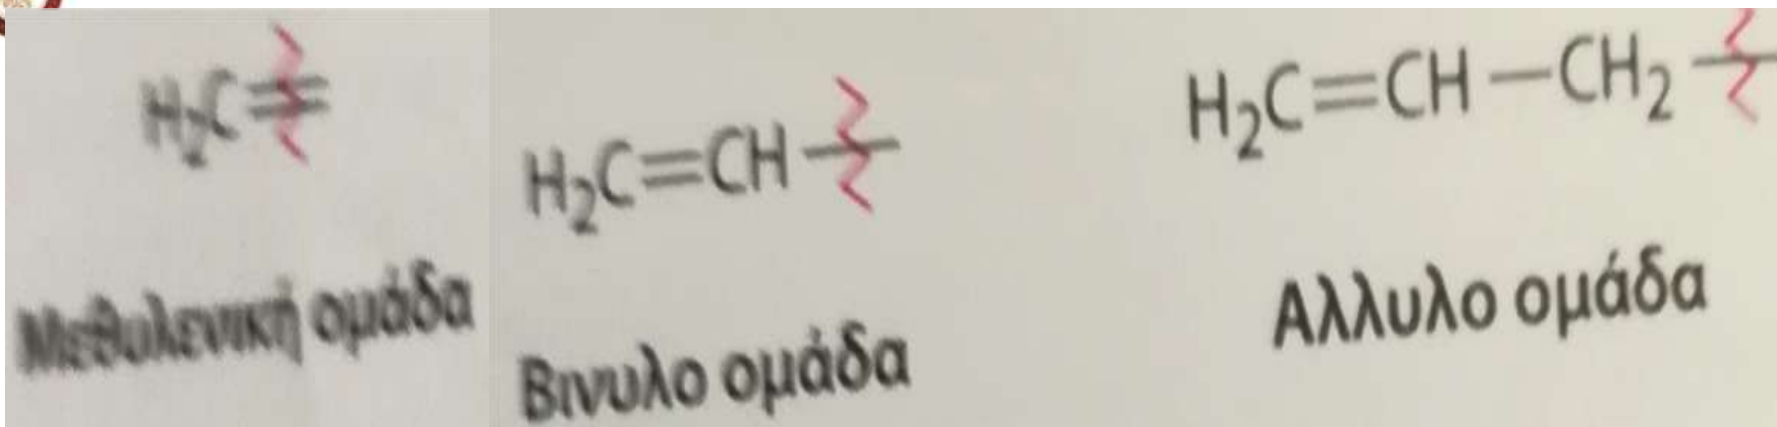 H₂C=
H₂C=CH—
H₂C=CH—CH₂—
Μεθυλενική ομάδα
Βινυλο ομάδα
Αλλυλο ομάδα